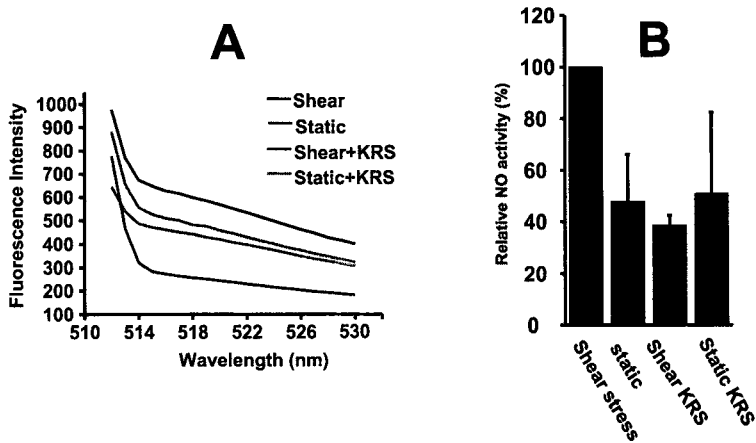 A
Fluorescence Intensity
1000
900
800
700
600
500
400
300
200
100
510
514
518
522
526
530
Wavelength (nm)
Shear
Static
Shear+KRS
Static+KRS
B
Relative NO activity (%)
120
100
80
60
40
20
0
Shear stress
static
Shear KRS
Static KRS